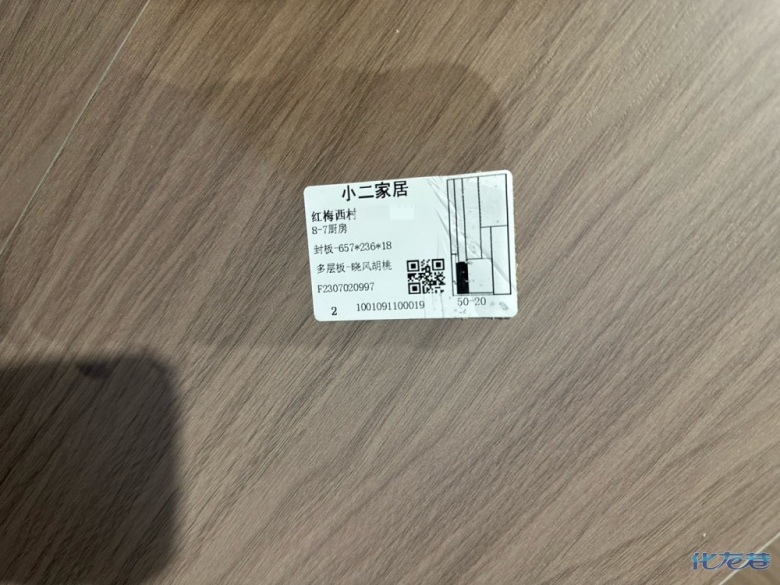 小二家居
红梅西村
8-7厨房
封板-657*236*18
多层板-晓风胡桃
F2307020997
2 1001091100019
50-20
化龙巷